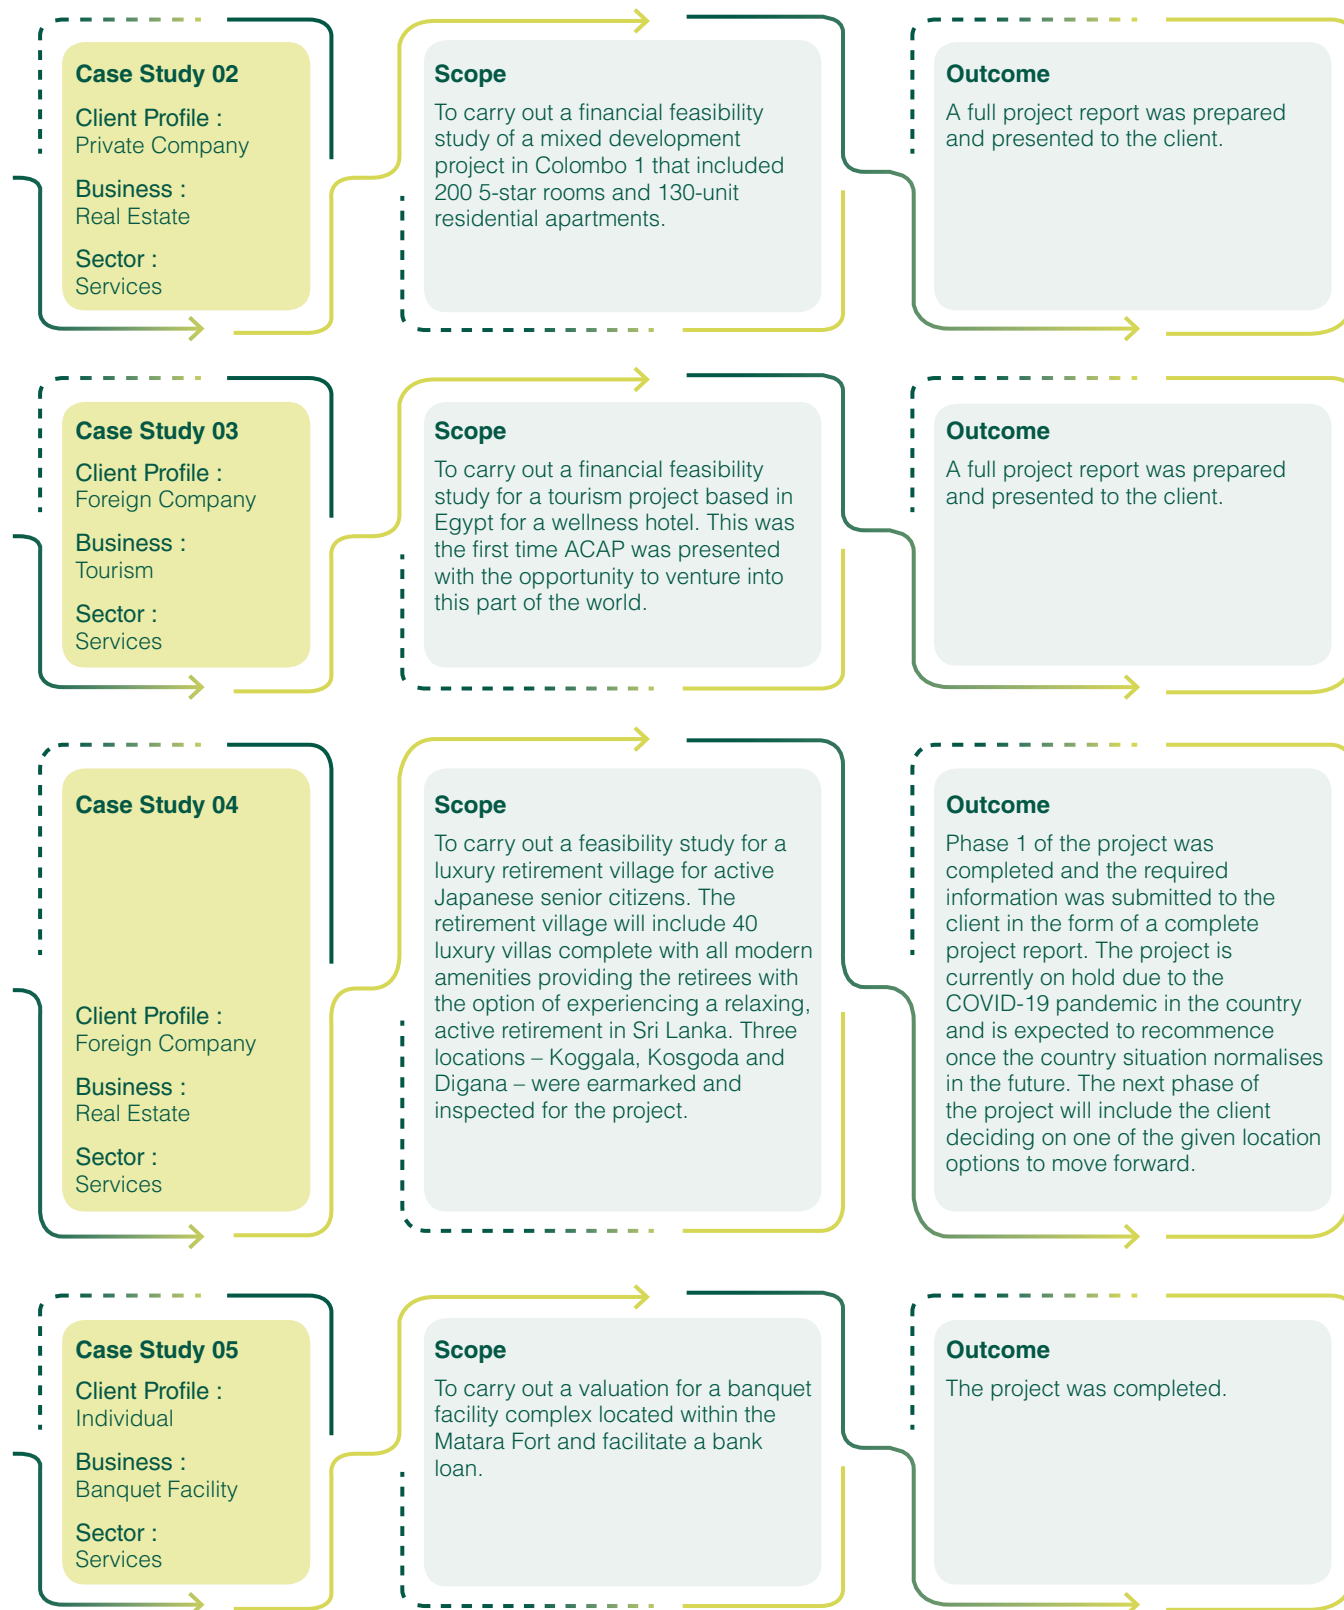 Case Study 02
Client Profile :
Private Company
Business :
Real Estate
Sector :
Services
Scope
To carry out a financial feasibility
study of a mixed development
project in Colombo 1 that included
200 5-star rooms and 130-unit
residential apartments.
Outcome
A full project report was prepared
and presented to the client.
Case Study 03
Client Profile :
Foreign Company
Business :
Tourism
Sector :
Services
Scope
To carry out a financial feasibility
study for a tourism project based in
Egypt for a wellness hotel. This was
the first time ACAP was presented
with the opportunity to venture into
this part of the world.
Outcome
A full project report was prepared
and presented to the client.
Case Study 04
Client Profile :
Foreign Company
Business :
Real Estate
Sector :
Services
Scope
To carry out a feasibility study for a
luxury retirement village for active
Japanese senior citizens. The
retirement village will include 40
luxury villas complete with all modern
amenities providing the retirees with
the option of experiencing a relaxing,
active retirement in Sri Lanka. Three
locations – Koggala, Kosgoda and
Digana – were earmarked and
inspected for the project.
Outcome
Phase 1 of the project was
completed and the required
information was submitted to the
client in the form of a complete
project report. The project is
currently on hold due to the
COVID-19 pandemic in the country
and is expected to recommence
once the country situation normalises
in the future. The next phase of
the project will include the client
deciding on one of the given location
options to move forward.
Case Study 05
Client Profile :
Individual
Business :
Banquet Facility
Sector :
Services
Scope
To carry out a valuation for a banquet
facility complex located within the
Matara Fort and facilitate a bank
loan.
Outcome
The project was completed.